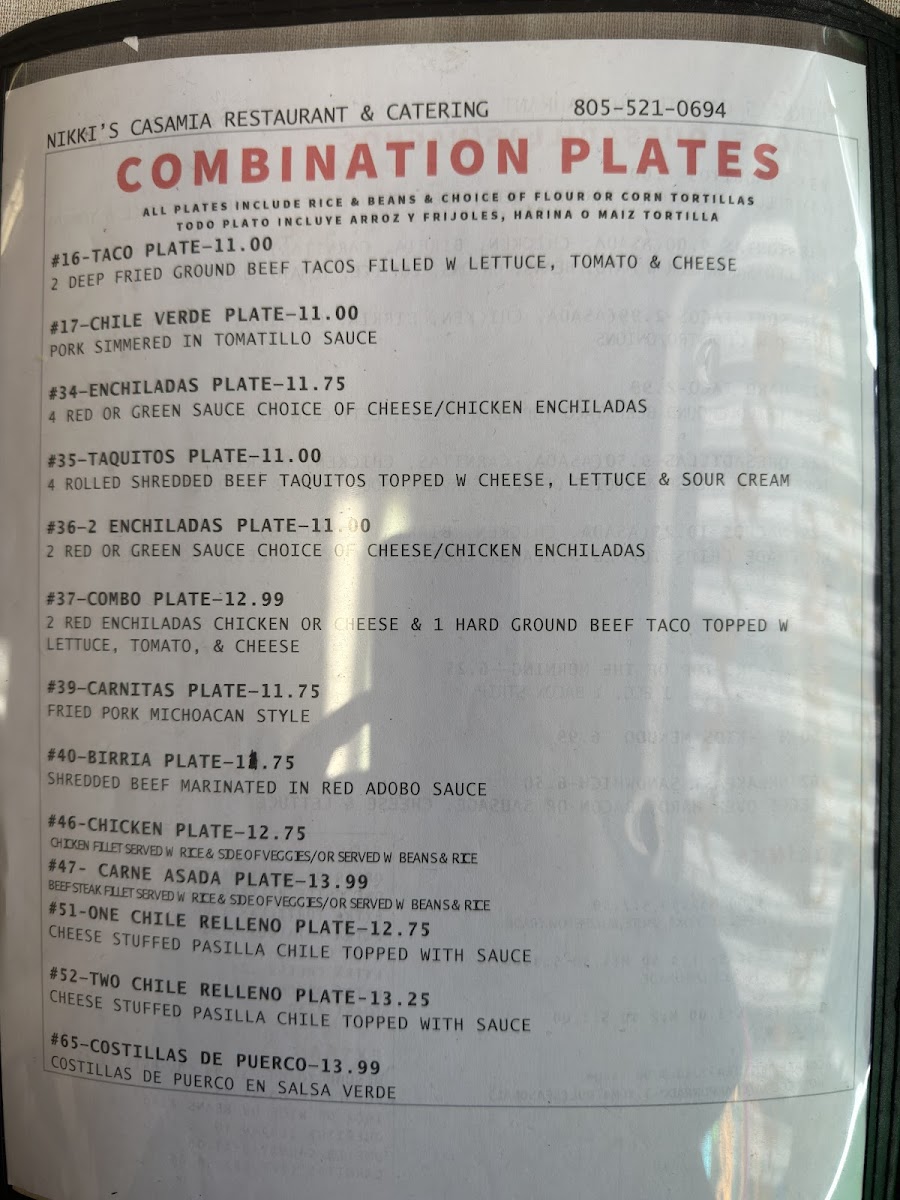 NIKKI'S CASAMIA RESTAURANT & CATERING 805-521-0694
COMBINATION PLATES
ALL PLATES INCLUDE RICE & BEANS & CHOICE OF FLOUR OR CORN TORTILLAS
TODO PLATO INCLUYE ARROZ Y FRIJOLES, HARINA O MAIZ TORTILLA
#16-TACO PLATE-11.00
2 DEEP FRIED GROUND BEEF TACOS FILLED W LETTUCE, TOMATO & CHEESE
#17-CHILE VERDE PLATE-11.00
PORK SIMMERED IN TOMATILLO SAUCE
#34-ENCHILADAS PLATE-11.75
4 RED OR GREEN SAUCE CHOICE OF CHEESE/CHICKEN ENCHILADAS
#35-TAQUITOS PLATE-11.00
4 ROLLED SHREDDED BEEF TAQUITOS TOPPED W CHEESE, LETTUCE & SOUR CREAM
#36-2 ENCHILADAS PLATE-11.00
2 RED OR GREEN SAUCE CHOICE OF CHEESE/CHICKEN ENCHILADAS
#37-COMBO PLATE-12.99
2 RED ENCHILADAS CHICKEN OR CHEESE & 1 HARD GROUND BEEF TACO TOPPED W
LETTUCE, TOMATO, & CHEESE
#39-CARNITAS PLATE-11.75
FRIED PORK MICHOACAN STYLE
#40-BIRRIA PLATE-
SHREDDED BEEF MARINATED IN RED ADOBO SAUCE
#46-CHICKEN PLATE-12.75
CHICKEN FILLET SERVED W RICE & SIDE OF VEGGIES/OR SERVED W BEANS & RICE
#47- CARNE ASADA PLATE-13.99
BEEF STEAK FILLET SERVED W RICE & SIDE OF VEGGIES/OR SERVED W BEANS & RICE
#51-ONE CHILE RELLENO PLATE-12.75
CHEESE STUFFED PASILLA CHILE TOPPED WITH SAUCE
#52-TWO CHILE RELLENO PLATE-13.25
CHEESE STUFFED PASILLA CHILE TOPPED WITH SAUCE
#65-COSTILLAS DE PUERCO-13.99
COSTILLAS DE PUERCO EN SALSA VERDE